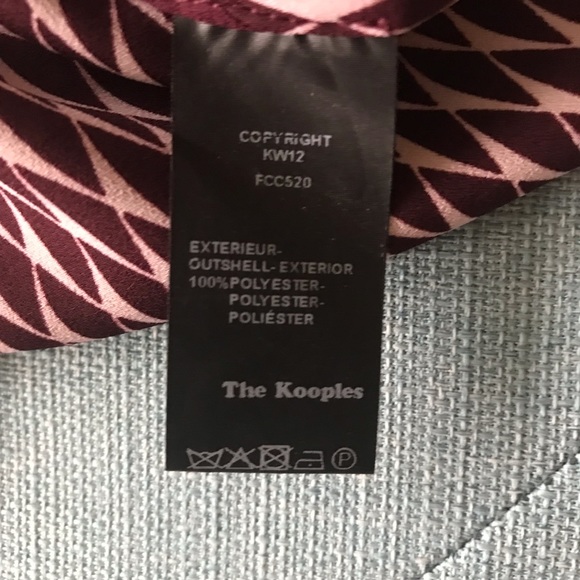 COPYRIGHT
KW12
FCC520
EXTERIEUR-
OUTSHELL-EXTERIOR
100%POLYESTER-
POLYESTER-
POLIÉSTER
The Kooples
P